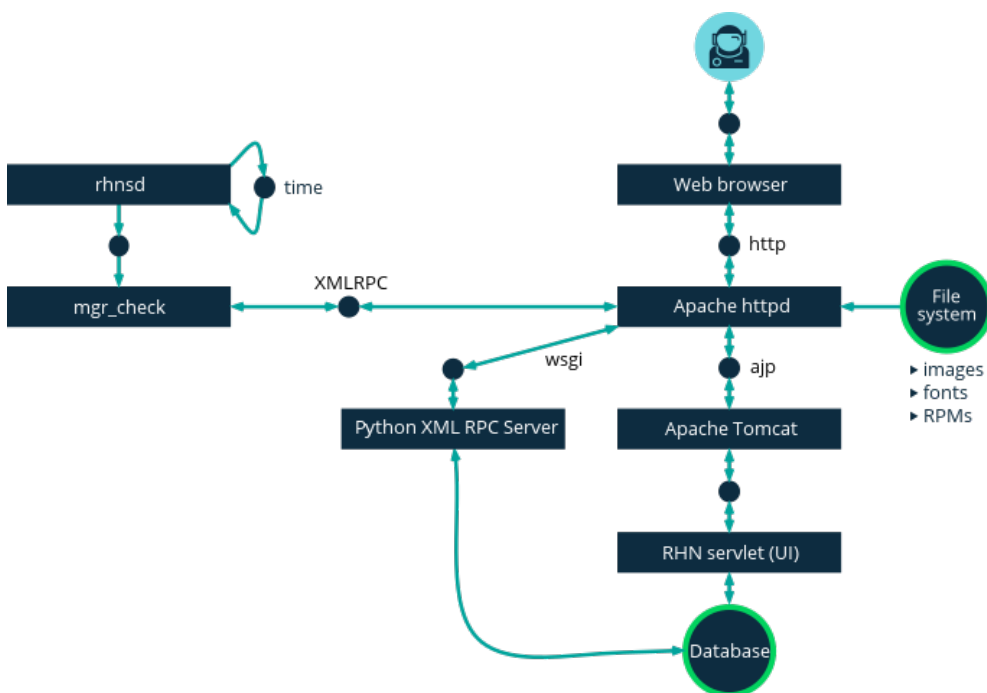 rhnsd
time
Web browser
http
XMLRPC
mgr_check
Apache httpd
File
system
wsgi
ajp
images
fonts
RPMs
Python XML RPC Server
Apache Tomcat
RHN servlet (UI)
Database